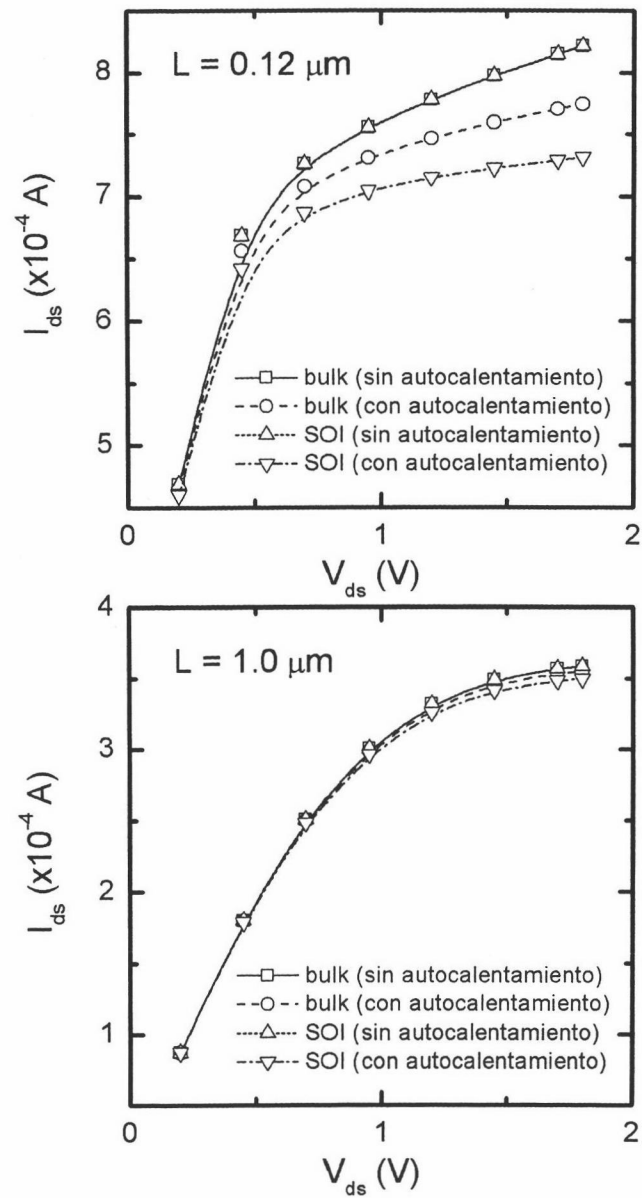 L = 0.12 μm
8
7
6
5
I_ds (x10⁻⁴ A)
bulk (sin autocalentamiento)
bulk (con autocalentamiento)
SOI (sin autocalentamiento)
SOI (con autocalentamiento)
0
1
2
V_ds (V)
4
L = 1.0 μm
3
2
1
I_ds (x10⁻⁴ A)
bulk (sin autocalentamiento)
bulk (con autocalentamiento)
SOI (sin autocalentamiento)
SOI (con autocalentamiento)
0
1
2
V_ds (V)